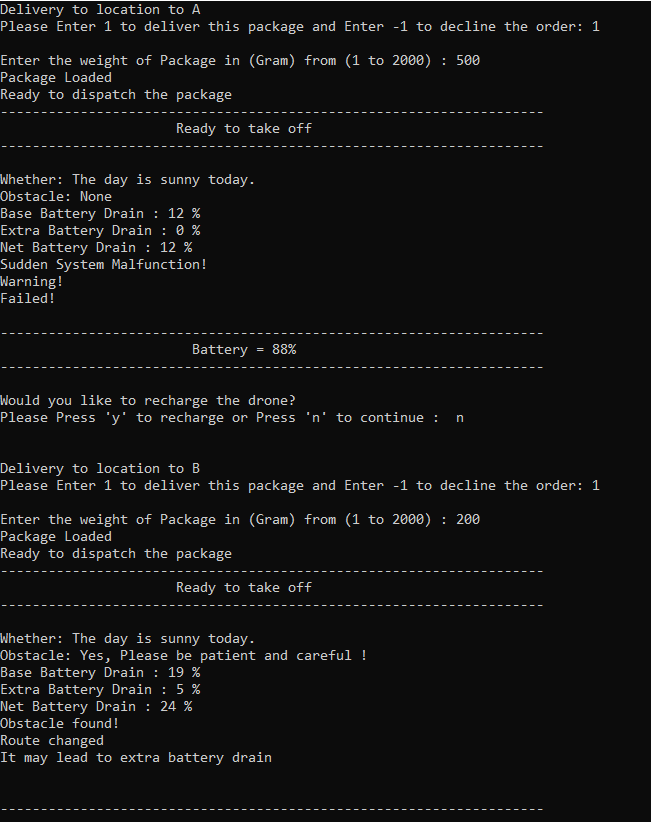 Delivery to location to A
Please Enter 1 to deliver this package and Enter -1 to decline the order: 1
Enter the weight of Package in (Gram) from (1 to 2000) : 500
Package Loaded
Ready to dispatch the package
--------------------------------------------------------------------
Ready to take off
--------------------------------------------------------------------
Whether: The day is sunny today.
Obstacle: None
Base Battery Drain : 12 %
Extra Battery Drain : 0 %
Net Battery Drain : 12 %
Sudden System Malfunction!
Warning!
Failed!
--------------------------------------------------------------------
Battery = 88%
--------------------------------------------------------------------
Would you like to recharge the drone?
Please Press 'y' to recharge or Press 'n' to continue :  n
Delivery to location to B
Please Enter 1 to deliver this package and Enter -1 to decline the order: 1
Enter the weight of Package in (Gram) from (1 to 2000) : 200
Package Loaded
Ready to dispatch the package
--------------------------------------------------------------------
Ready to take off
--------------------------------------------------------------------
Whether: The day is sunny today.
Obstacle: Yes, Please be patient and careful !
Base Battery Drain : 19 %
Extra Battery Drain : 5 %
Net Battery Drain : 24 %
Obstacle found!
Route changed
It may lead to extra battery drain
--------------------------------------------------------------------